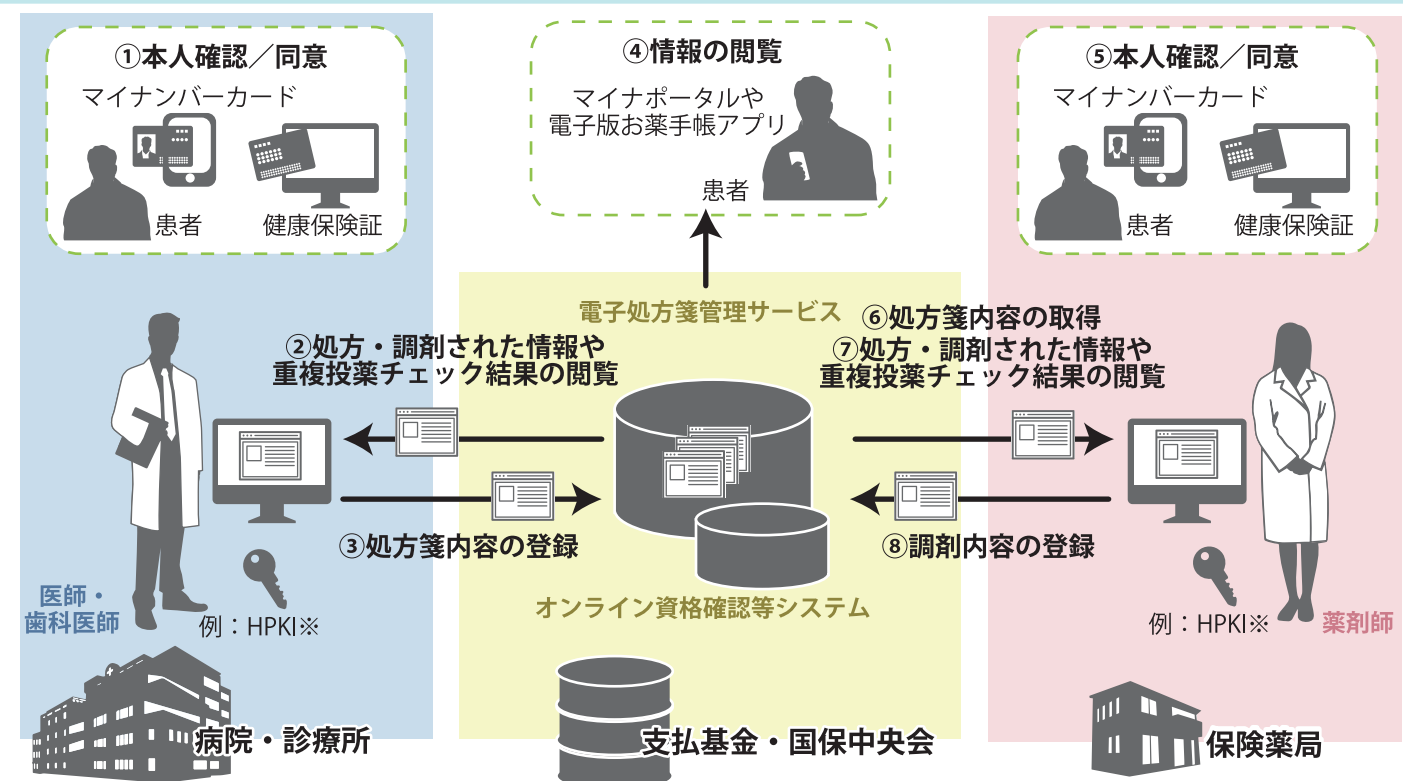 ①本人確認／同意
マイナンバーカード
患者
健康保険証
④情報の閲覧
マイナポータルや
電子版お薬手帳アプリ
患者
⑤本人確認／同意
マイナンバーカード
患者
健康保険証
電子処方箋管理サービス
②処方・調剤された情報や
重複投薬チェック結果の閲覧
③処方箋内容の登録
⑥処方箋内容の取得
⑦処方・調剤された情報や
重複投薬チェック結果の閲覧
⑧調剤内容の登録
オンライン資格確認等システム
医師・
歯科医師
例：HPKI※
例：HPKI※
薬剤師
病院・診療所
支払基金・国保中央会
保険薬局